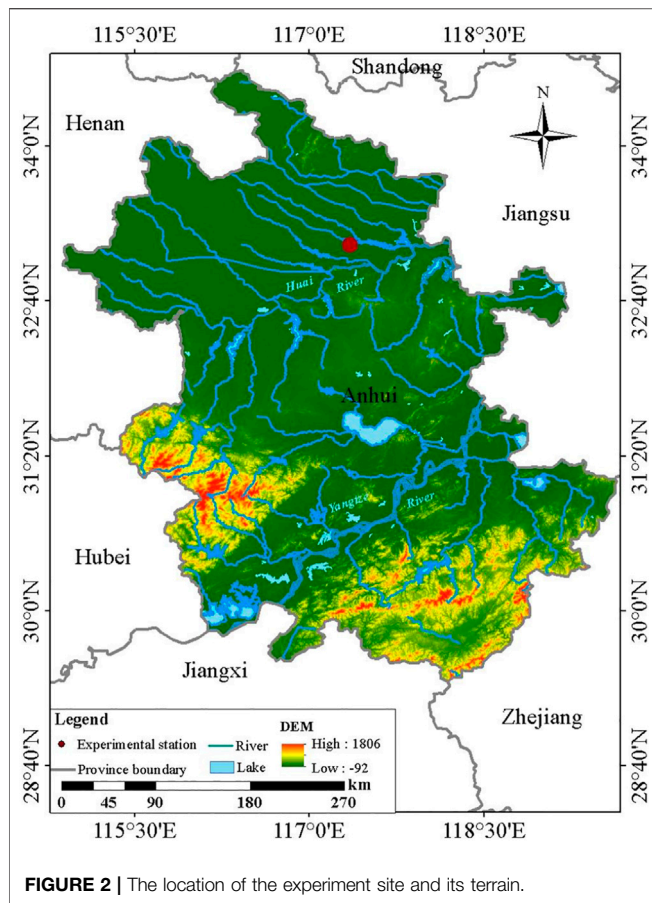 115°30'E 117°0'E 118°30'E
Shandong
N
Henan
34°0'N 34°0'N
Jiangsu
Huai River
32°40'N 32°40'N
Anhui
31°20'N 31°20'N
Yangtze River
Hubei
30°0'N 30°0'N
Jiangxi
Zhejiang
Legend
DEM
Experimental station River High : 1806
Province boundary Lake Low : -92
28°40'N 28°40'N
km
0 45 90 180 270
115°30'E 117°0'E 118°30'E
FIGURE 2 | The location of the experiment site and its terrain.